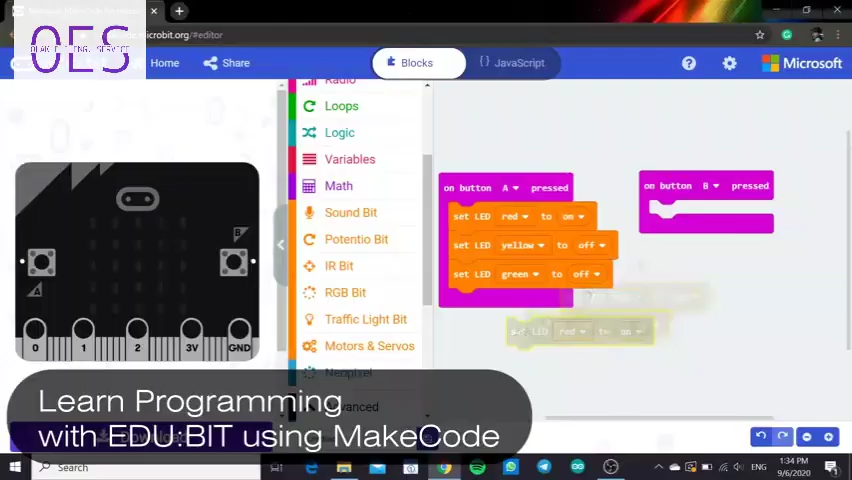 OES
.microbit.org/#editor
Home
Share
Blocks
JavaScript
Microsoft
Radio
Loops
Logic
Variables
Math
Sound Bit
Potentio Bit
IR Bit
RGB Bit
Traffic Light Bit
Motors & Servos
Neopixel
Advanced
on button A pressed
set LED red to on
set LED yellow to off
set LED green to off
on button B pressed
set LED red to on
B
A
0 1 2 3V GND
Learn Programming
with EDU:BIT using MakeCode
Search
ENG
1:34 PM
9/6/2020